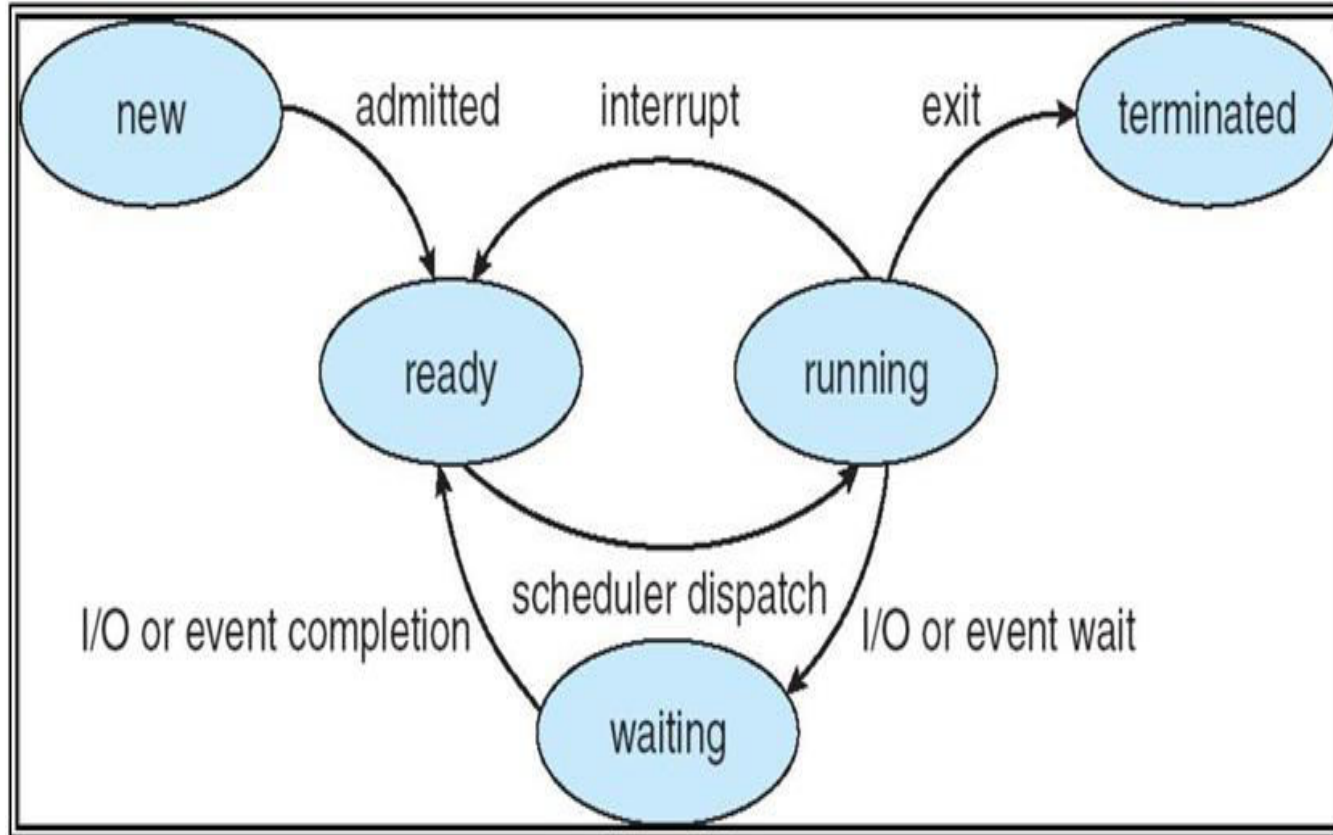 new
admitted
interrupt
exit
terminated
ready
running
scheduler dispatch
I/O or event completion
I/O or event wait
waiting